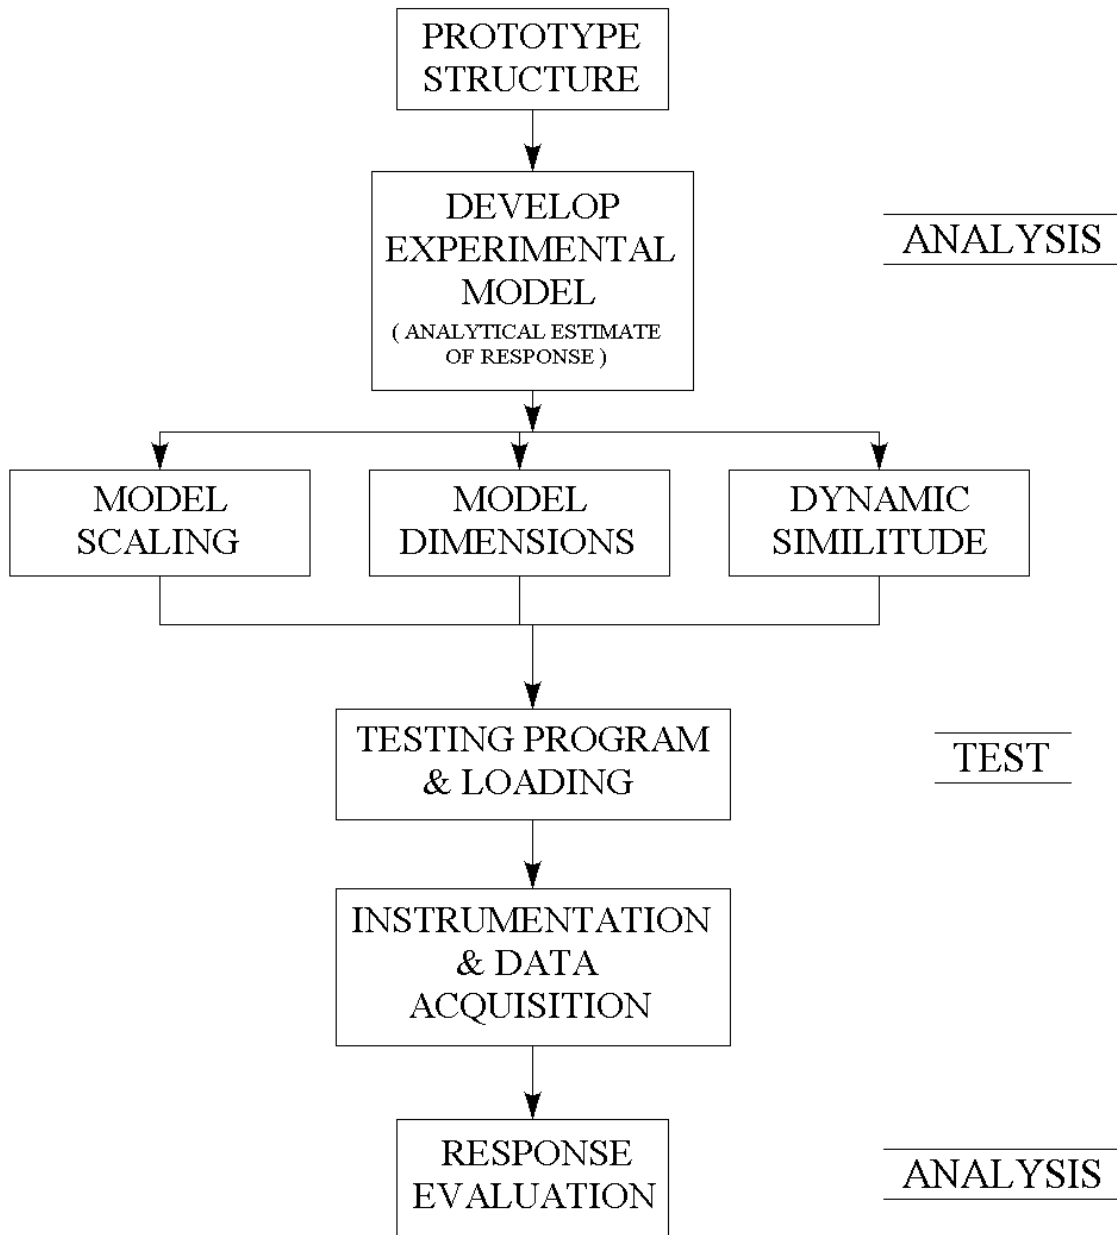 PROTOTYPE
STRUCTURE
DEVELOP
EXPERIMENTAL
MODEL
( ANALYTICAL ESTIMATE
OF RESPONSE )
ANALYSIS
MODEL
SCALING
MODEL
DIMENSIONS
DYNAMIC
SIMILITUDE
TESTING PROGRAM
& LOADING
TEST
INSTRUMENTATION
& DATA
ACQUISITION
RESPONSE
EVALUATION
ANALYSIS